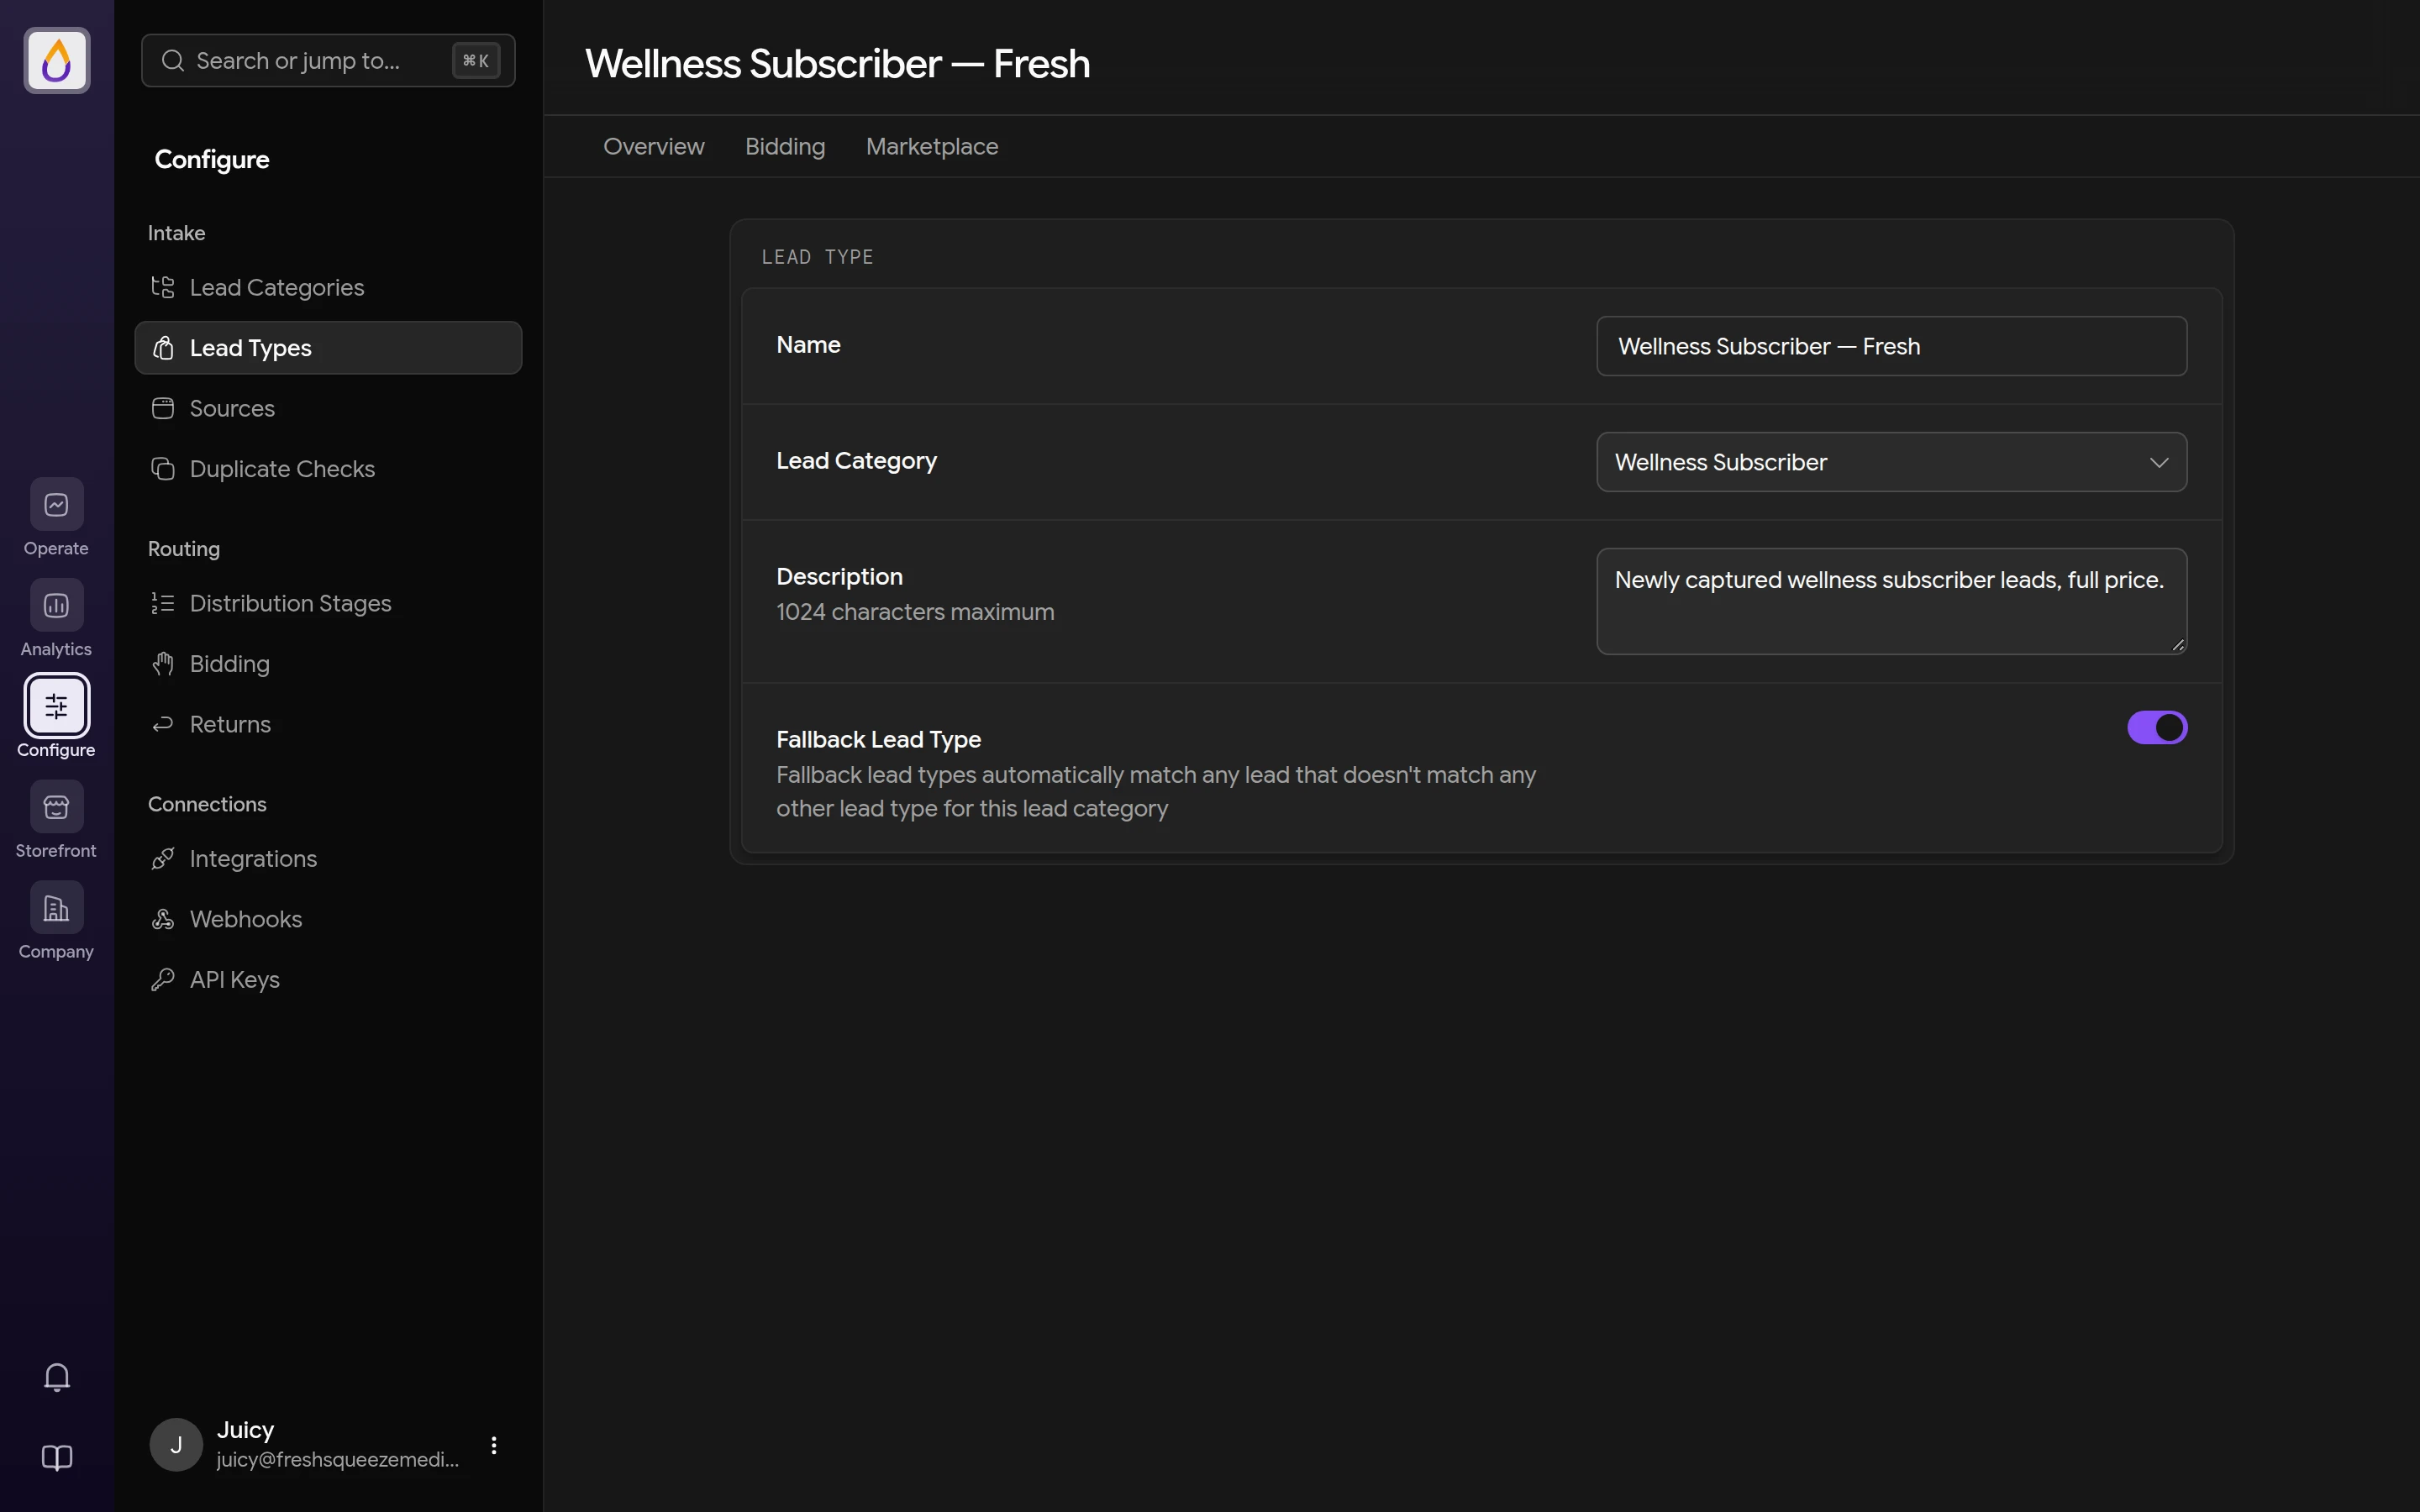 Search or jump to...
⌘K
Configure
Intake
Lead Categories
Lead Types
Sources
Duplicate Checks
Routing
Distribution Stages
Bidding
Returns
Connections
Integrations
Webhooks
API Keys
Operate
Analytics
Configure
Storefront
Company
J
Juicy
juicy@freshsqueezemedi...
Wellness Subscriber — Fresh
Overview
Bidding
Marketplace
LEAD TYPE
Name
Wellness Subscriber — Fresh
Lead Category
Wellness Subscriber
Description
1024 characters maximum
Newly captured wellness subscriber leads, full price.
Fallback Lead Type
Fallback lead types automatically match any lead that doesn't match any
other lead type for this lead category